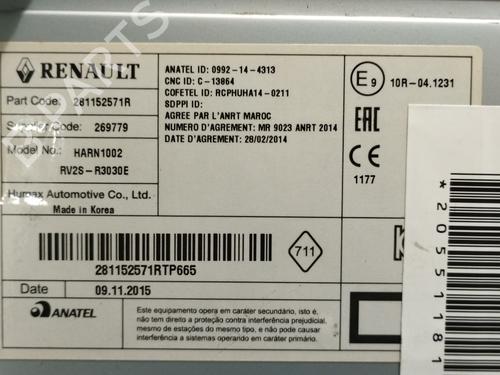 RENAULT
Part Code: 281152571R
Supplier Code: 269779
Model No: HARN1002
RV2S-R3030E
Humax Automotive Co., Ltd.
Made in Korea
ANATEL ID: 0992-14-4313
CNC ID: C-13864
COFETEL ID: RCPHUHA14-0211
SDPPI ID:
AGREE PAR L'ANRT MAROC
NUMERO D'AGREMENT: MR 9023 ANRT 2014
DATE D'AGREMENT: 28/02/2014
E9 10R-04.1231
EAC
CE
1177
281152571RTP665
711
Date 09.11.2015
ANATEL
Este equipamento opera em caráter secundário, isto é,
não tem direito a proteção contra interferência prejudicial,
mesmo de estações do mesmo tipo, e não pode causar
interferência a sistemas operando em caráter primário.
*20551181